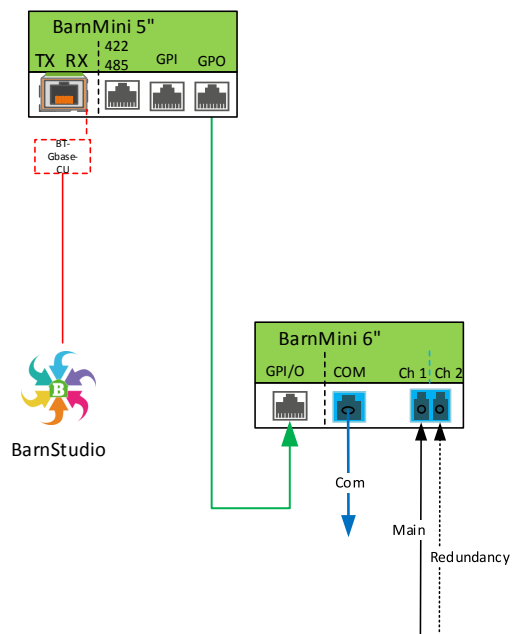 BarnMini 5"
TX RX
422
485
GPI
GPO
BT-
Gbase-
CU
B
BarnStudio
BarnMini 6"
GPI/O
COM
Ch 1
Ch 2
Com
Main
Redundancy